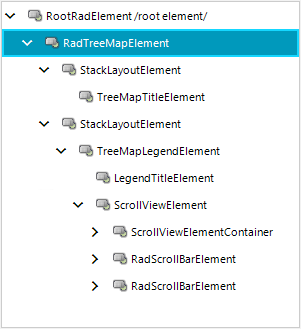 RootRadElement /root element/
RadTreeMapElement
StackLayoutElement
TreeMapTitleElement
StackLayoutElement
TreeMapLegendElement
LegendTitleElement
ScrollViewElement
ScrollViewElementContainer
RadScrollBarElement
RadScrollBarElement